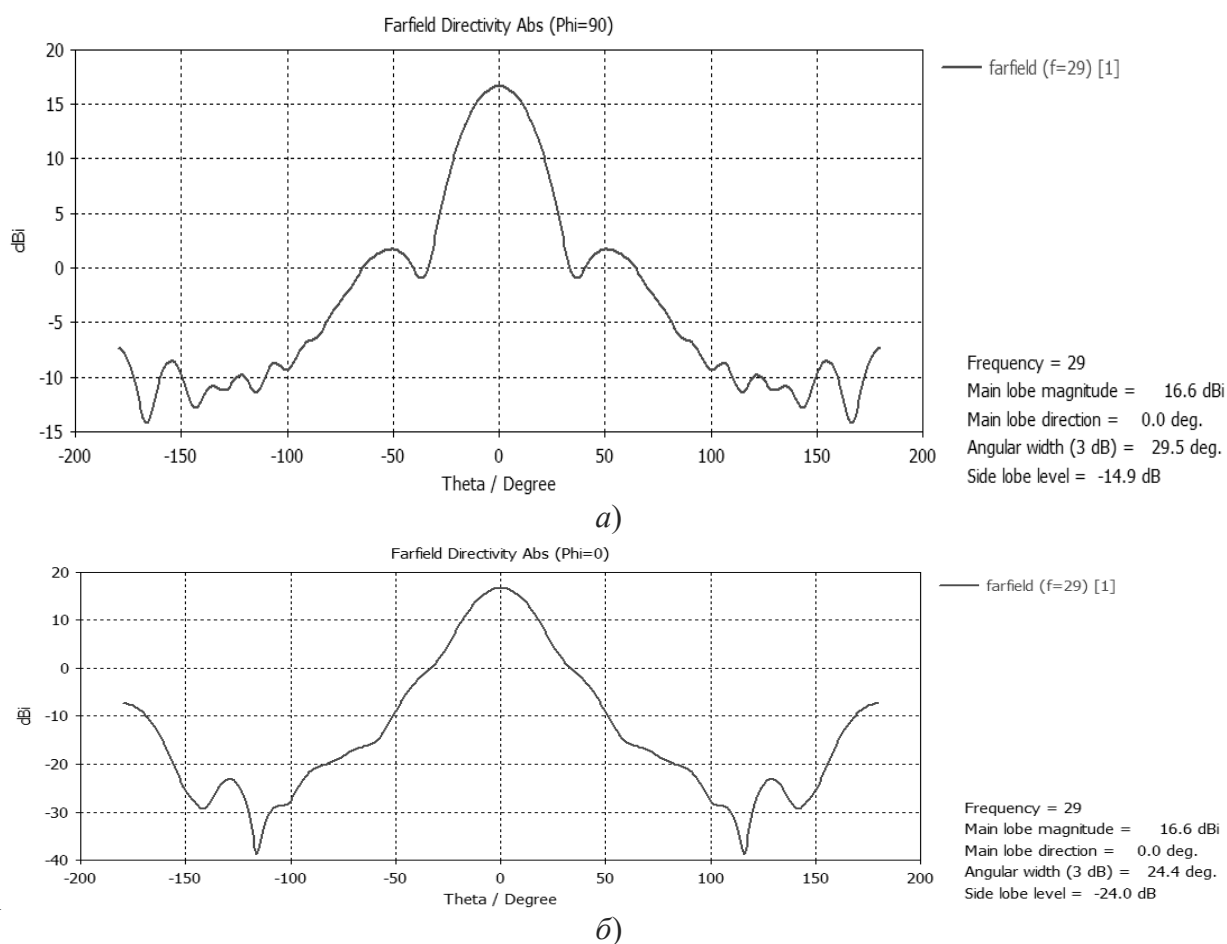 Farfield Directivity Abs (Phi=90)
20
15
10
5
0
-5
-10
-15
dBi
-200 -150 -100 -50 0 50 100 150 200
Theta / Degree
farfield (f=29) [1]
Frequency = 29
Main lobe magnitude = 16.6 dBi
Main lobe direction = 0.0 deg.
Angular width (3 dB) = 29.5 deg.
Side lobe level = -14.9 dB
а)
Farfield Directivity Abs (Phi=0)
20
10
0
-10
-20
-30
-40
dBi
-200 -150 -100 -50 0 50 100 150 200
Theta / Degree
farfield (f=29) [1]
Frequency = 29
Main lobe magnitude = 16.6 dBi
Main lobe direction = 0.0 deg.
Angular width (3 dB) = 24.4 deg.
Side lobe level = -24.0 dB
б)